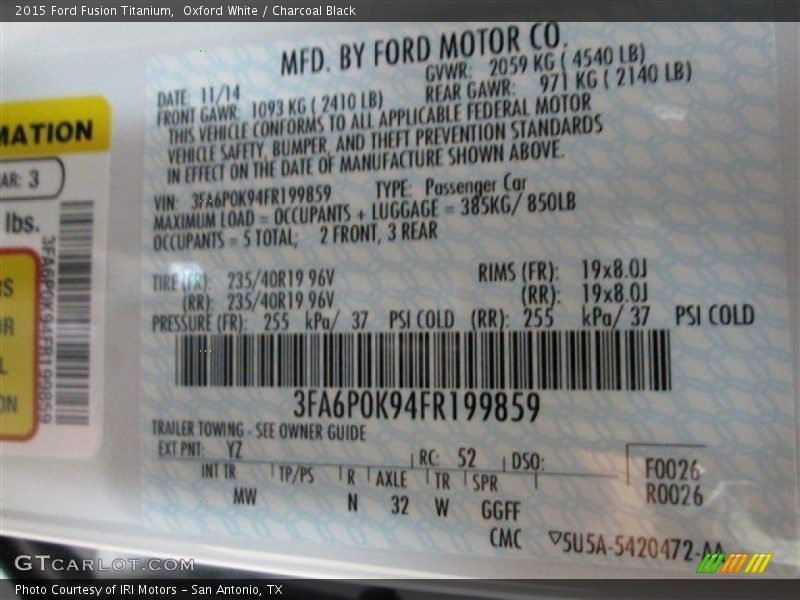 2015 Ford Fusion Titanium,  Oxford White / Charcoal Black
MFD. BY FORD MOTOR CO.
DATE: 11/14 GVWR: 2059 KG ( 4540 LB)
FRONT GAWR: 1093 KG ( 2410 LB) REAR GAWR: 971 KG ( 2140 LB)
THIS VEHICLE CONFORMS TO ALL APPLICABLE FEDERAL MOTOR
VEHICLE SAFETY, BUMPER, AND THEFT PREVENTION STANDARDS
IN EFFECT ON THE DATE OF MANUFACTURE SHOWN ABOVE.
VIN: 3FA6P0K94FR199859 TYPE: Passenger Car
MAXIMUM LOAD = OCCUPANTS + LUGGAGE = 385KG/ 850LB
OCCUPANTS = 5 TOTAL; 2 FRONT, 3 REAR
TIRE (FR): 235/40R19 96V RIMS (FR): 19x8.0J
(RR): 235/40R19 96V (RR): 19x8.0J
PRESSURE (FR): 255 kPa/ 37 PSI COLD (RR): 255 kPa/ 37 PSI COLD
3FA6P0K94FR199859
TRAILER TOWING - SEE OWNER GUIDE
EXT PNT: YZ RC: 52 DSO: F0026
INT TR TP/PS R AXLE TR SPR R0026
MW N 32 W GGFF
CMC ▽5U5A-5420472-AA
MATION
AR: 3
lbs.
3FA6P0K94FR199859
S
OR
L
ON
GTCARLOT.COM
Photo Courtesy of IRI Motors – San Antonio, TX